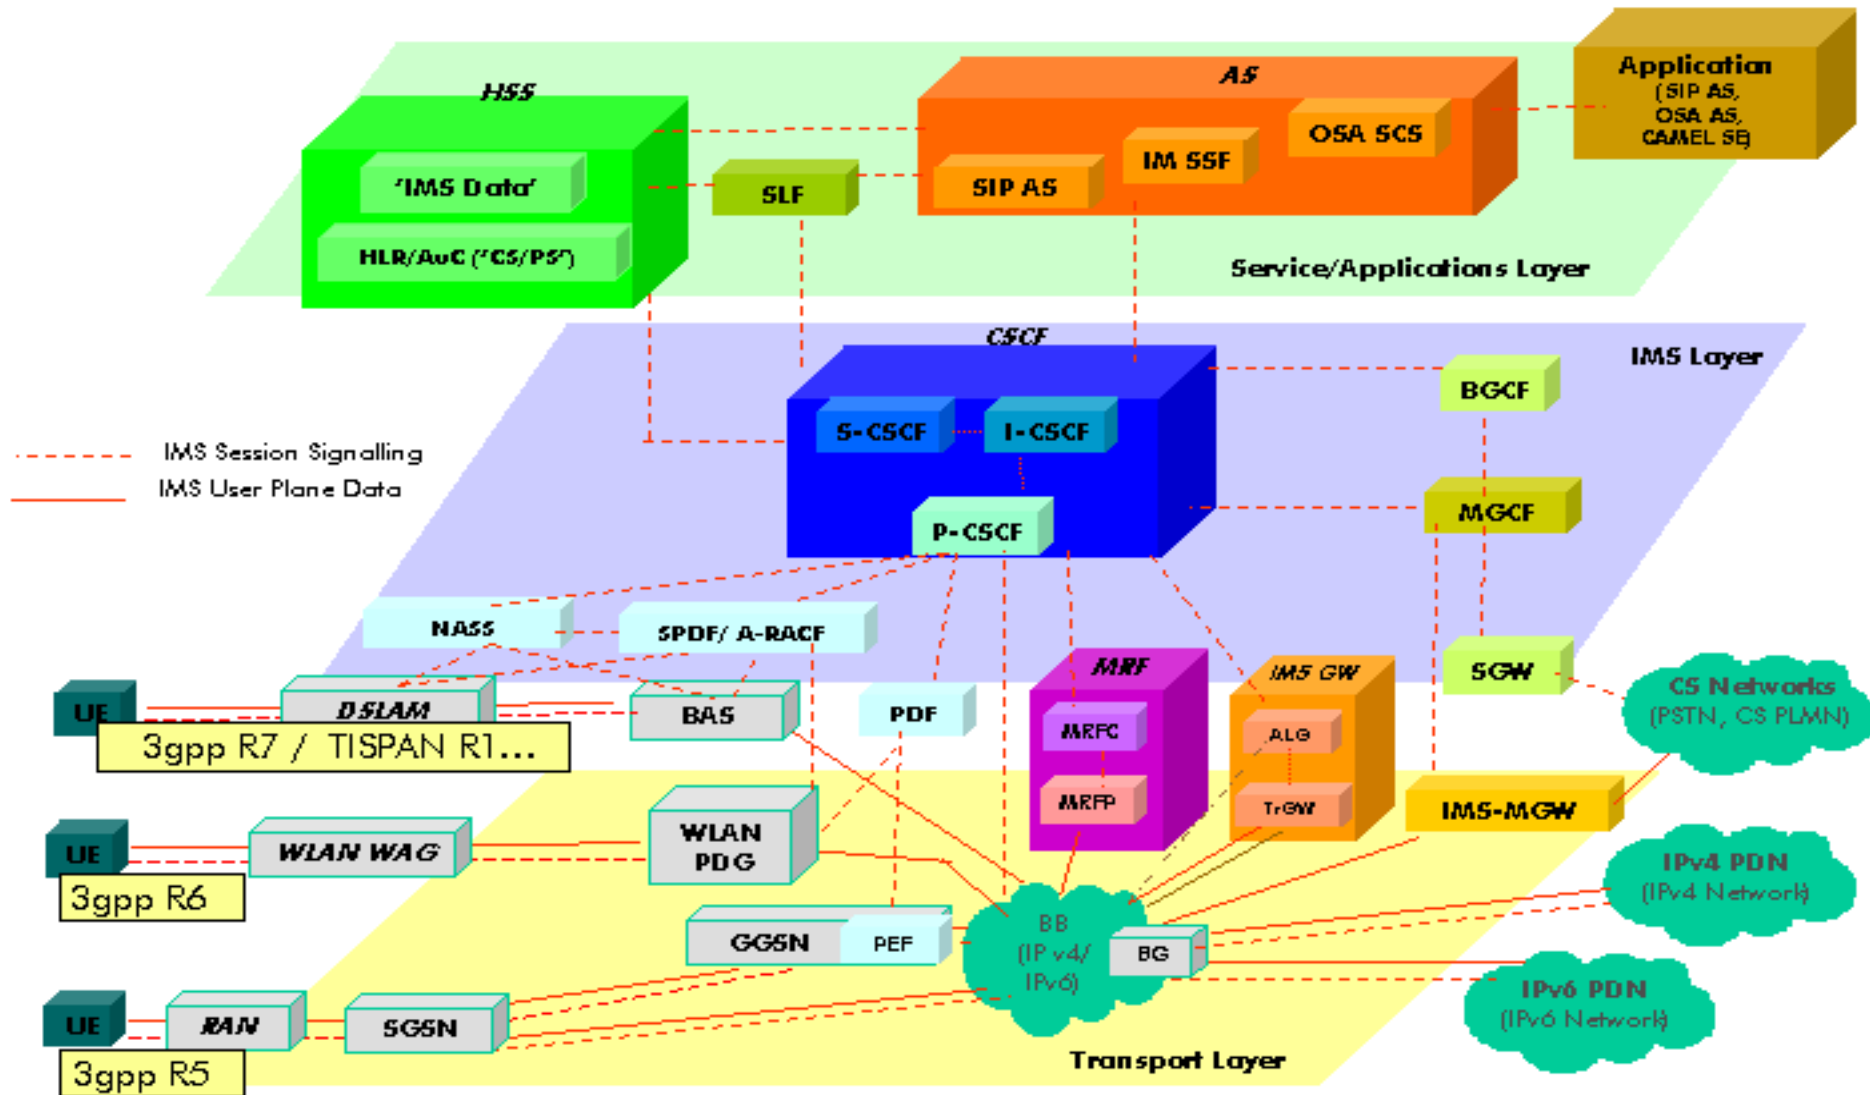 HSS
AS
Application
(SIP AS,
OSA AS,
CAMEL SE)
OSA SCS
IM SSF
'IMS Data'
SLF
SIP AS
HLR/AuC ('CS/PS')
Service/Applications Layer
CSCF
IMS Layer
BGCF
S-CSCF
I-CSCF
IMS Session Signalling
IMS User Plane Data
MGCF
P-CSCF
NASS
SPDF/ A-RACF
MRF
IMS GW
SGW
CS Networks
(PSTN, CS PLMN)
UE
DSLAM
BAS
PDF
MRFC
ALG
3gpp R7 / TISPAN R1...
MRFP
TrGW
IMS-MGW
UE
WLAN WAG
WLAN
PDG
IPv4 PDN
(IPv4 Network)
3gpp R6
GGSN
PEF
BB
(IP v4/
IPv6)
BG
IPv6 PDN
(IPv6 Network)
UE
RAN
SGSN
Transport Layer
3gpp R5